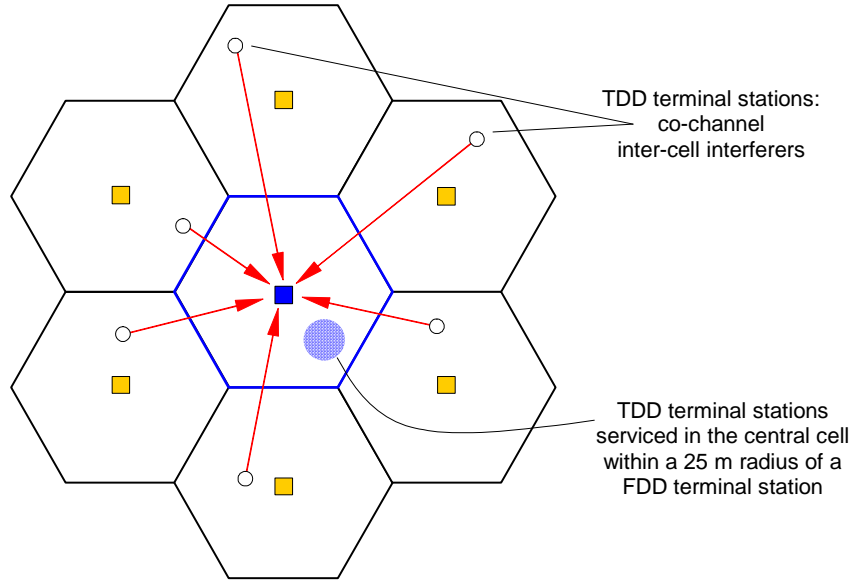 TDD terminal stations:
co-channel
inter-cell interferers
TDD terminal stations
serviced in the central cell
within a 25 m radius of a
FDD terminal station